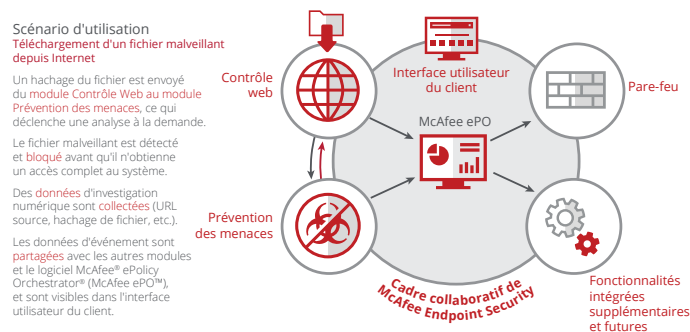 Scénario d'utilisation
Téléchargement d'un fichier malveillant
depuis Internet
Un hachage du fichier est envoyé
du module Contrôle Web au module
Prévention des menaces, ce qui
déclenche une analyse à la demande.
Le fichier malveillant est détecté
et bloqué avant qu'il n'obtienne
un accès complet au système.
Des données d'investigation
numérique sont collectées (URL
source, hachage de fichier, etc.).
Les données d'événement sont
partagées avec les autres modules
et le logiciel McAfee® ePolicy
Orchestrator® (McAfee ePO™),
et sont visibles dans l'interface
utilisateur du client.
Contrôle
web
Interface utilisateur
du client
Pare-feu
McAfee ePO
Prévention
des menaces
Cadre collaboratif de
McAfee Endpoint Security
Fonctionnalités
intégrées
supplémentaires
et futures